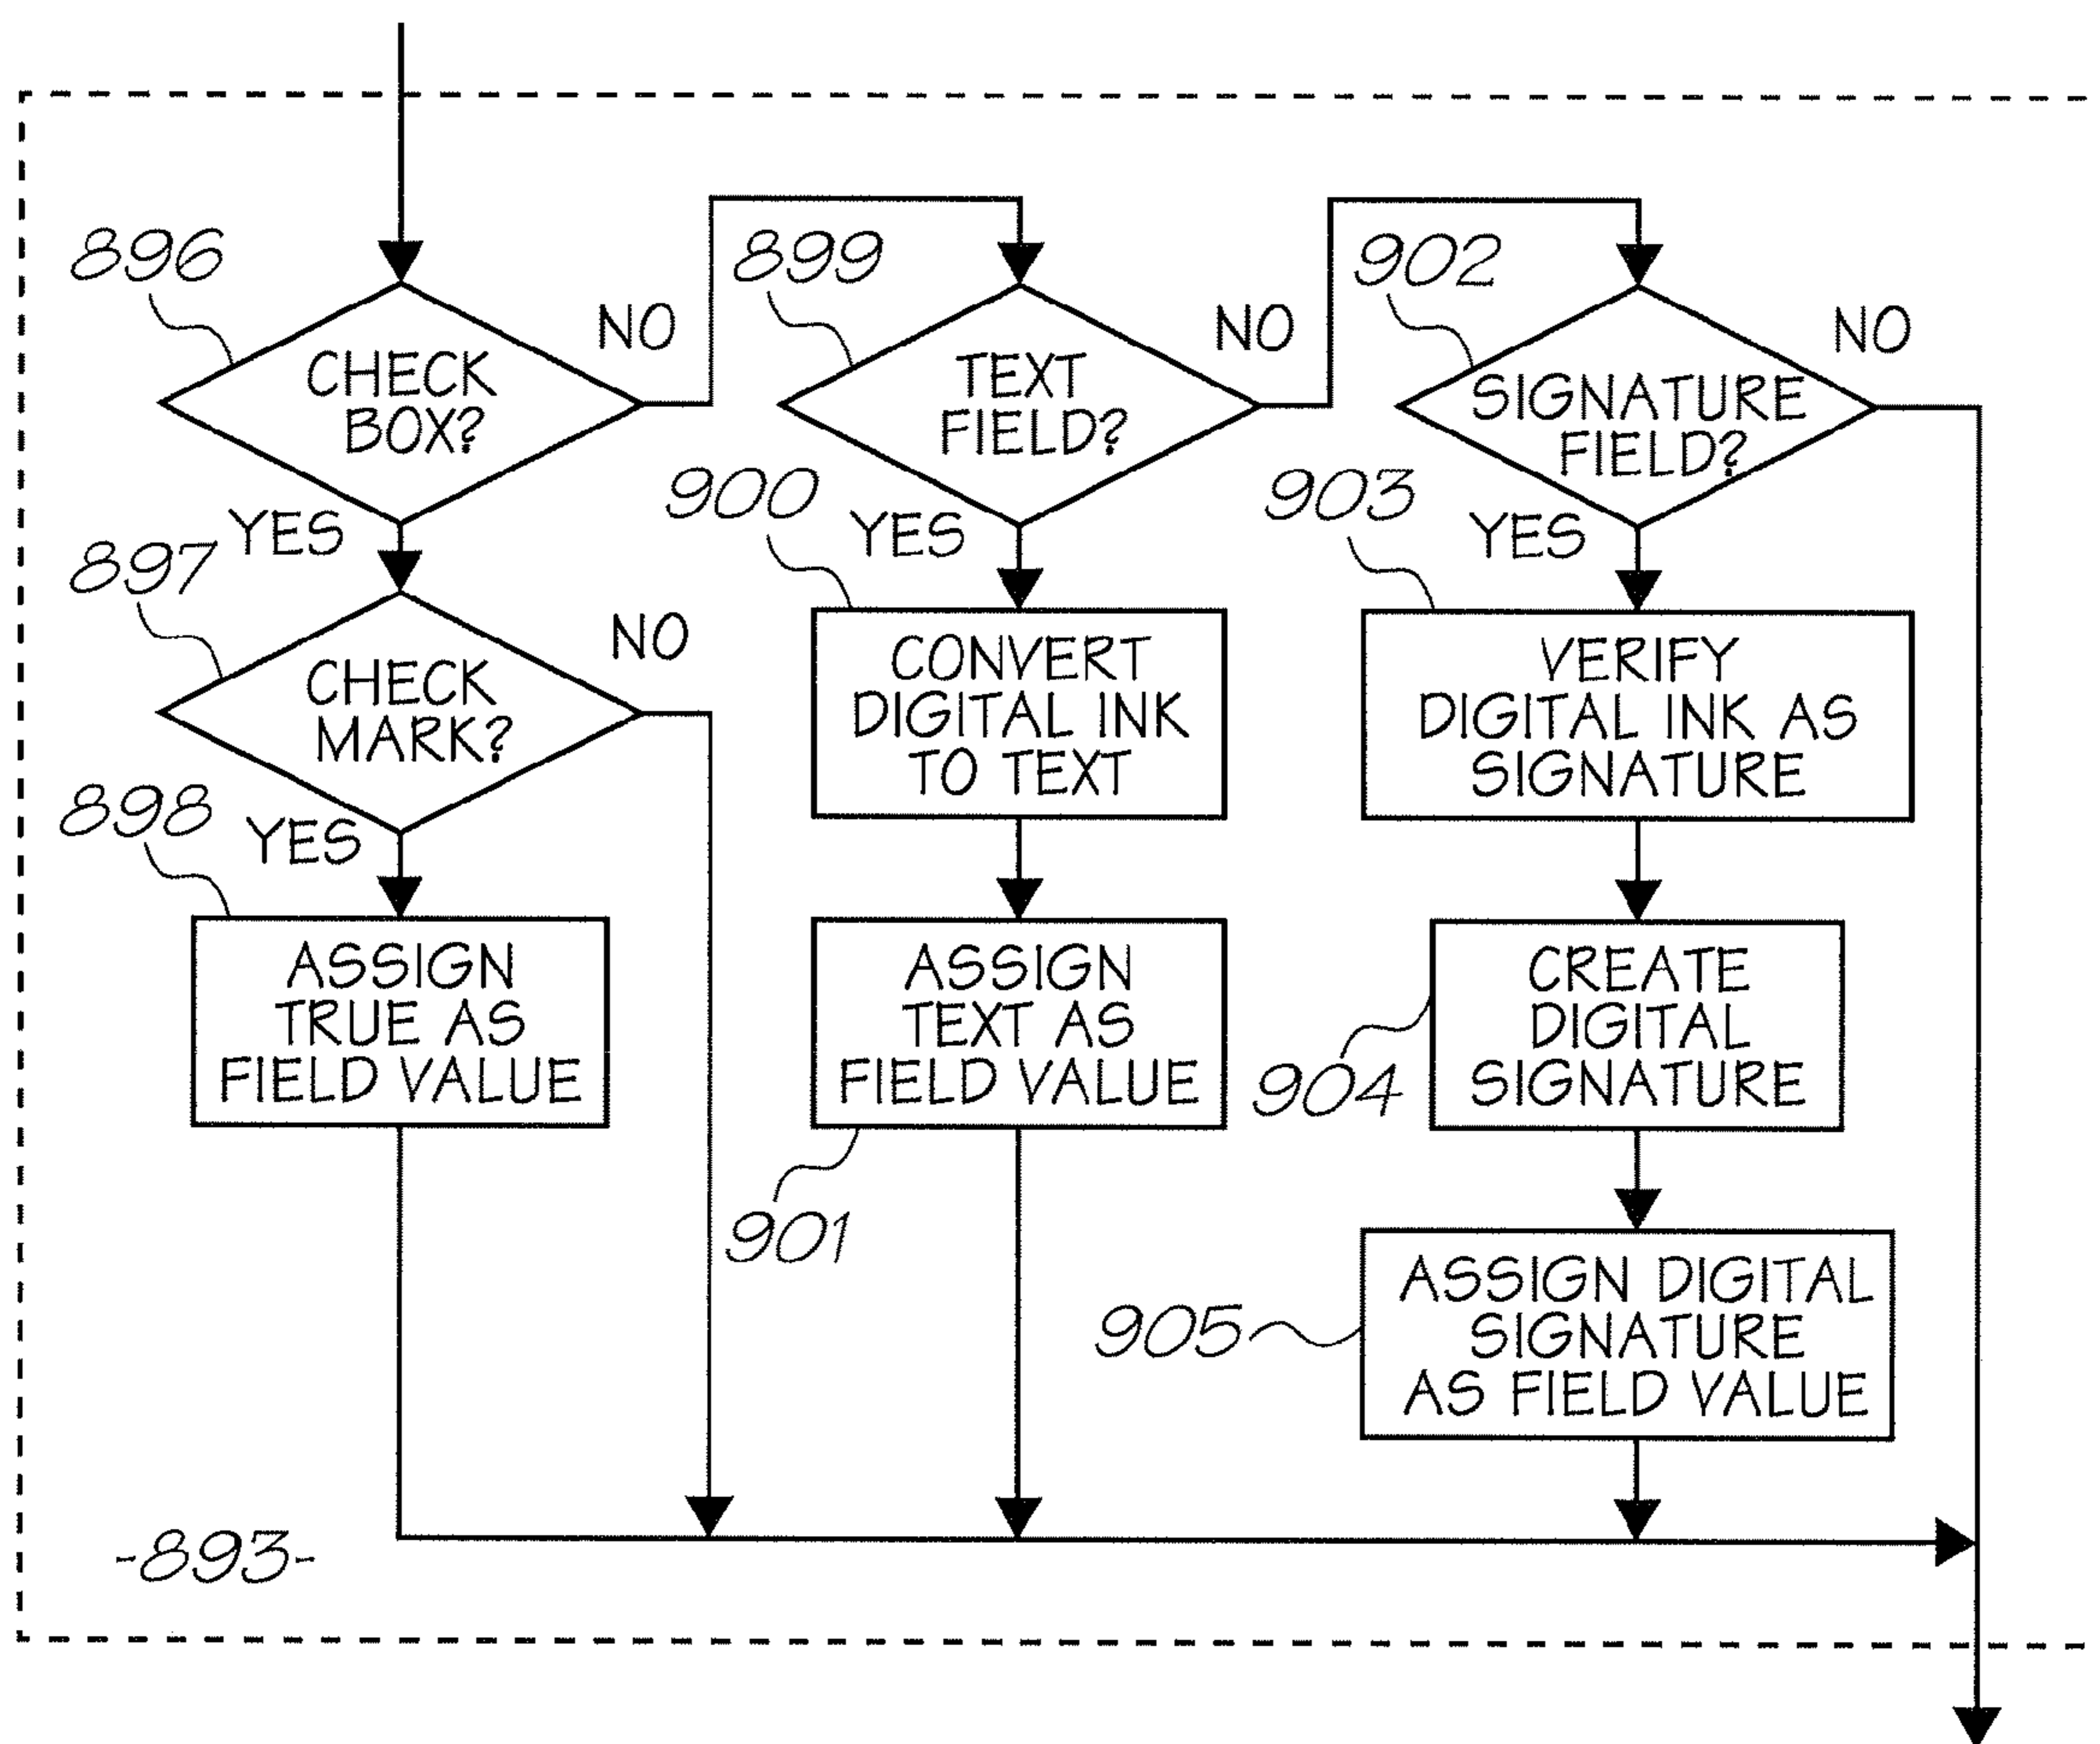 896
CHECK
BOX?
NO
YES
897
CHECK
MARK?
NO
YES
898
ASSIGN
TRUE AS
FIELD VALUE
899
TEXT
FIELD?
NO
YES
900
CONVERT
DIGITAL INK
TO TEXT
ASSIGN
TEXT AS
FIELD VALUE
901
902
SIGNATURE
FIELD?
NO
YES
903
VERIFY
DIGITAL INK AS
SIGNATURE
CREATE
DIGITAL
SIGNATURE
904
ASSIGN DIGITAL
SIGNATURE
AS FIELD VALUE
905
-893-